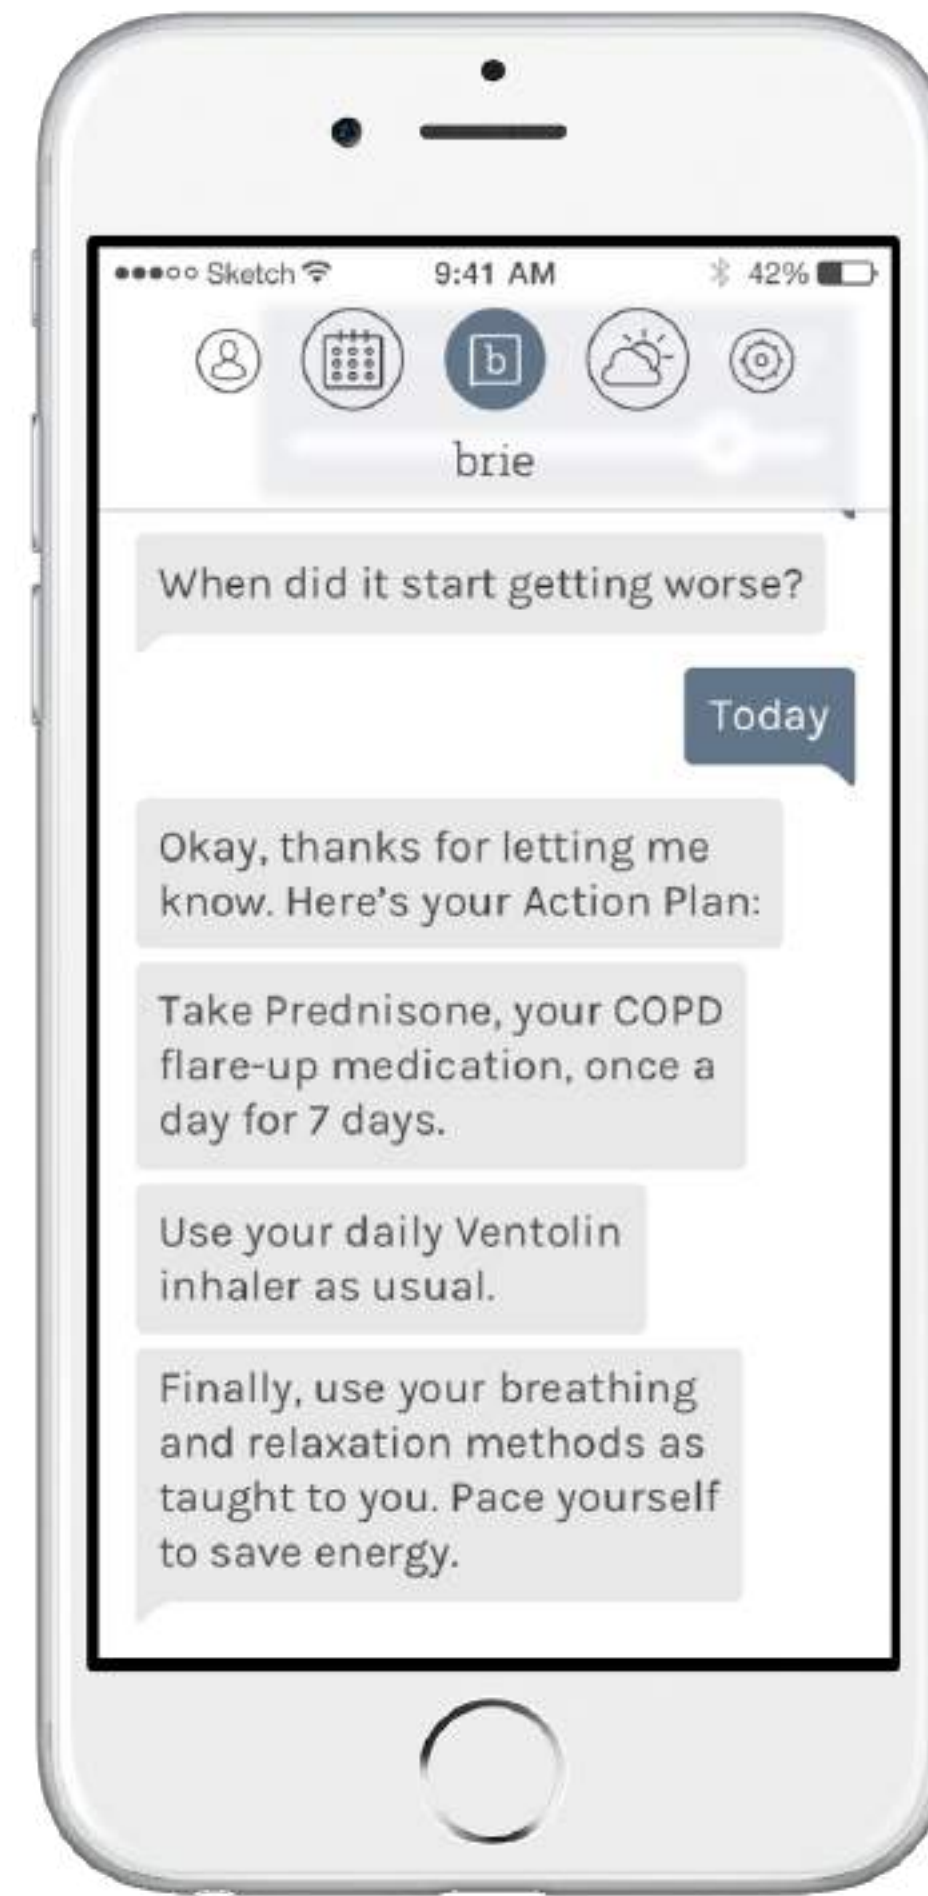 Sketch 9:41 AM 42%
b
brie
When did it start getting worse?
Today
Okay, thanks for letting me
know. Here's your Action Plan:
Take Prednisone, your COPD
flare-up medication, once a
day for 7 days.
Use your daily Ventolin
inhaler as usual.
Finally, use your breathing
and relaxation methods as
taught to you. Pace yourself
to save energy.